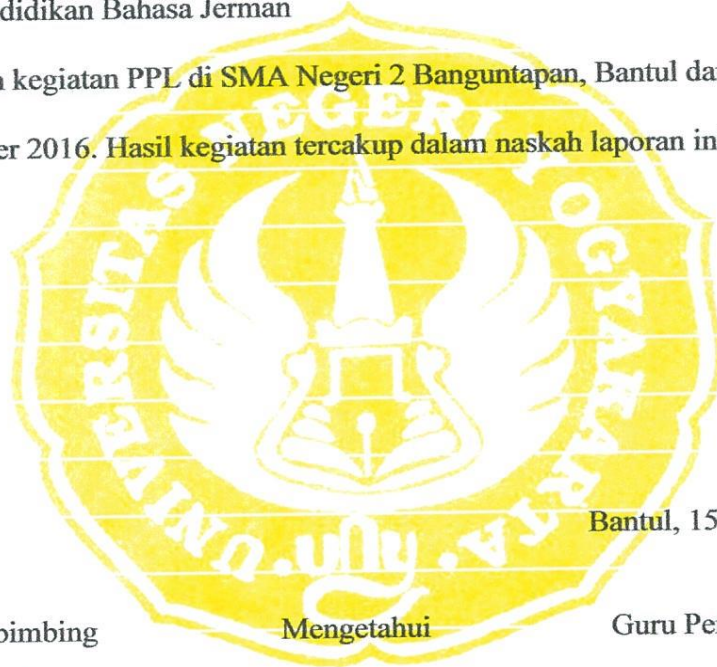 didikan Bahasa Jerman
kegiatan PPL di SMA Negeri 2 Banguntapan, Bantul da
er 2016. Hasil kegiatan tercakup dalam naskah laporan in
UNIVERSITAS NEGERI YOGYAKARTA
Bantul, 15
bimbing Mengetahui Guru Pe